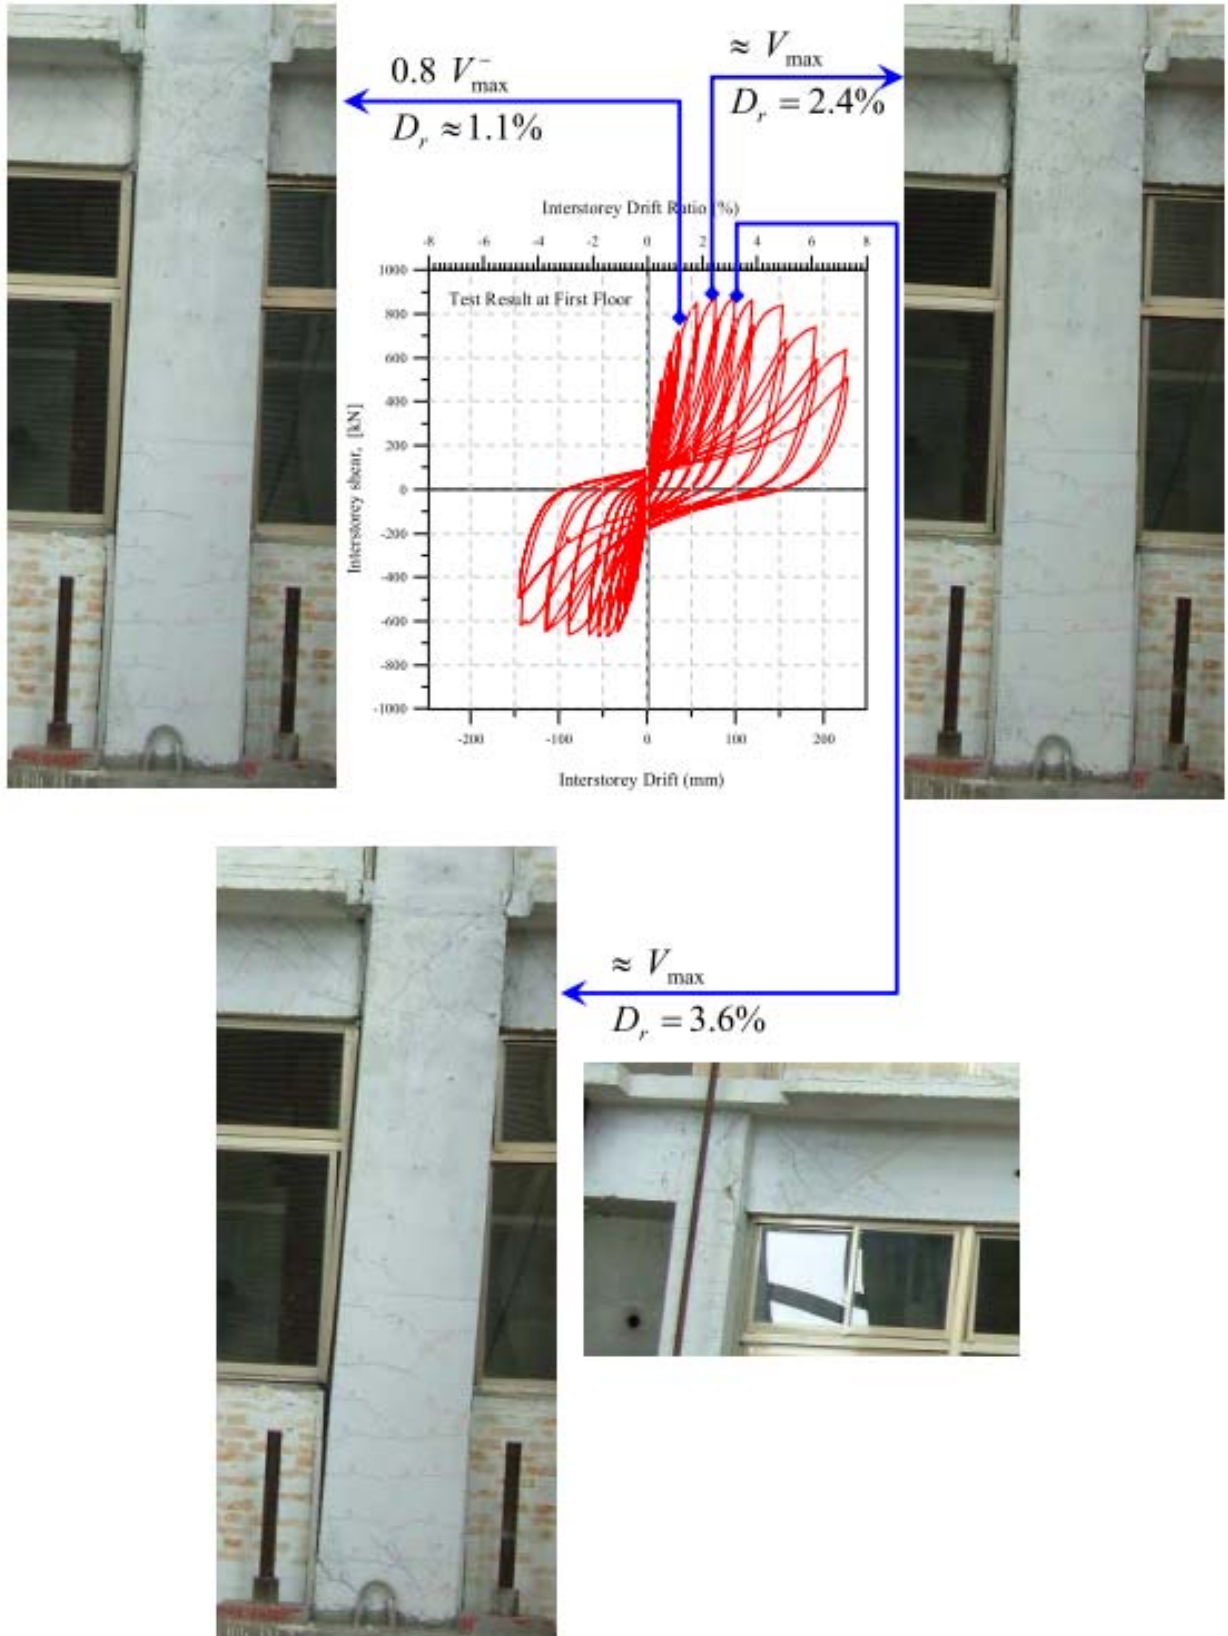 0.8 V⁻max
Dr ≈1.1%
≈ Vmax
Dr = 2.4%
Interstorey Drift Ratio (%)
-8 -6 -4 -2 0 2 4 6 8
Test Result at First Floor
1000
800
600
400
200
0
-200
-400
-600
-800
-1000
Interstorey shear, [kN]
-200 -100 0 100 200
Interstorey Drift (mm)
≈ Vmax
Dr = 3.6%